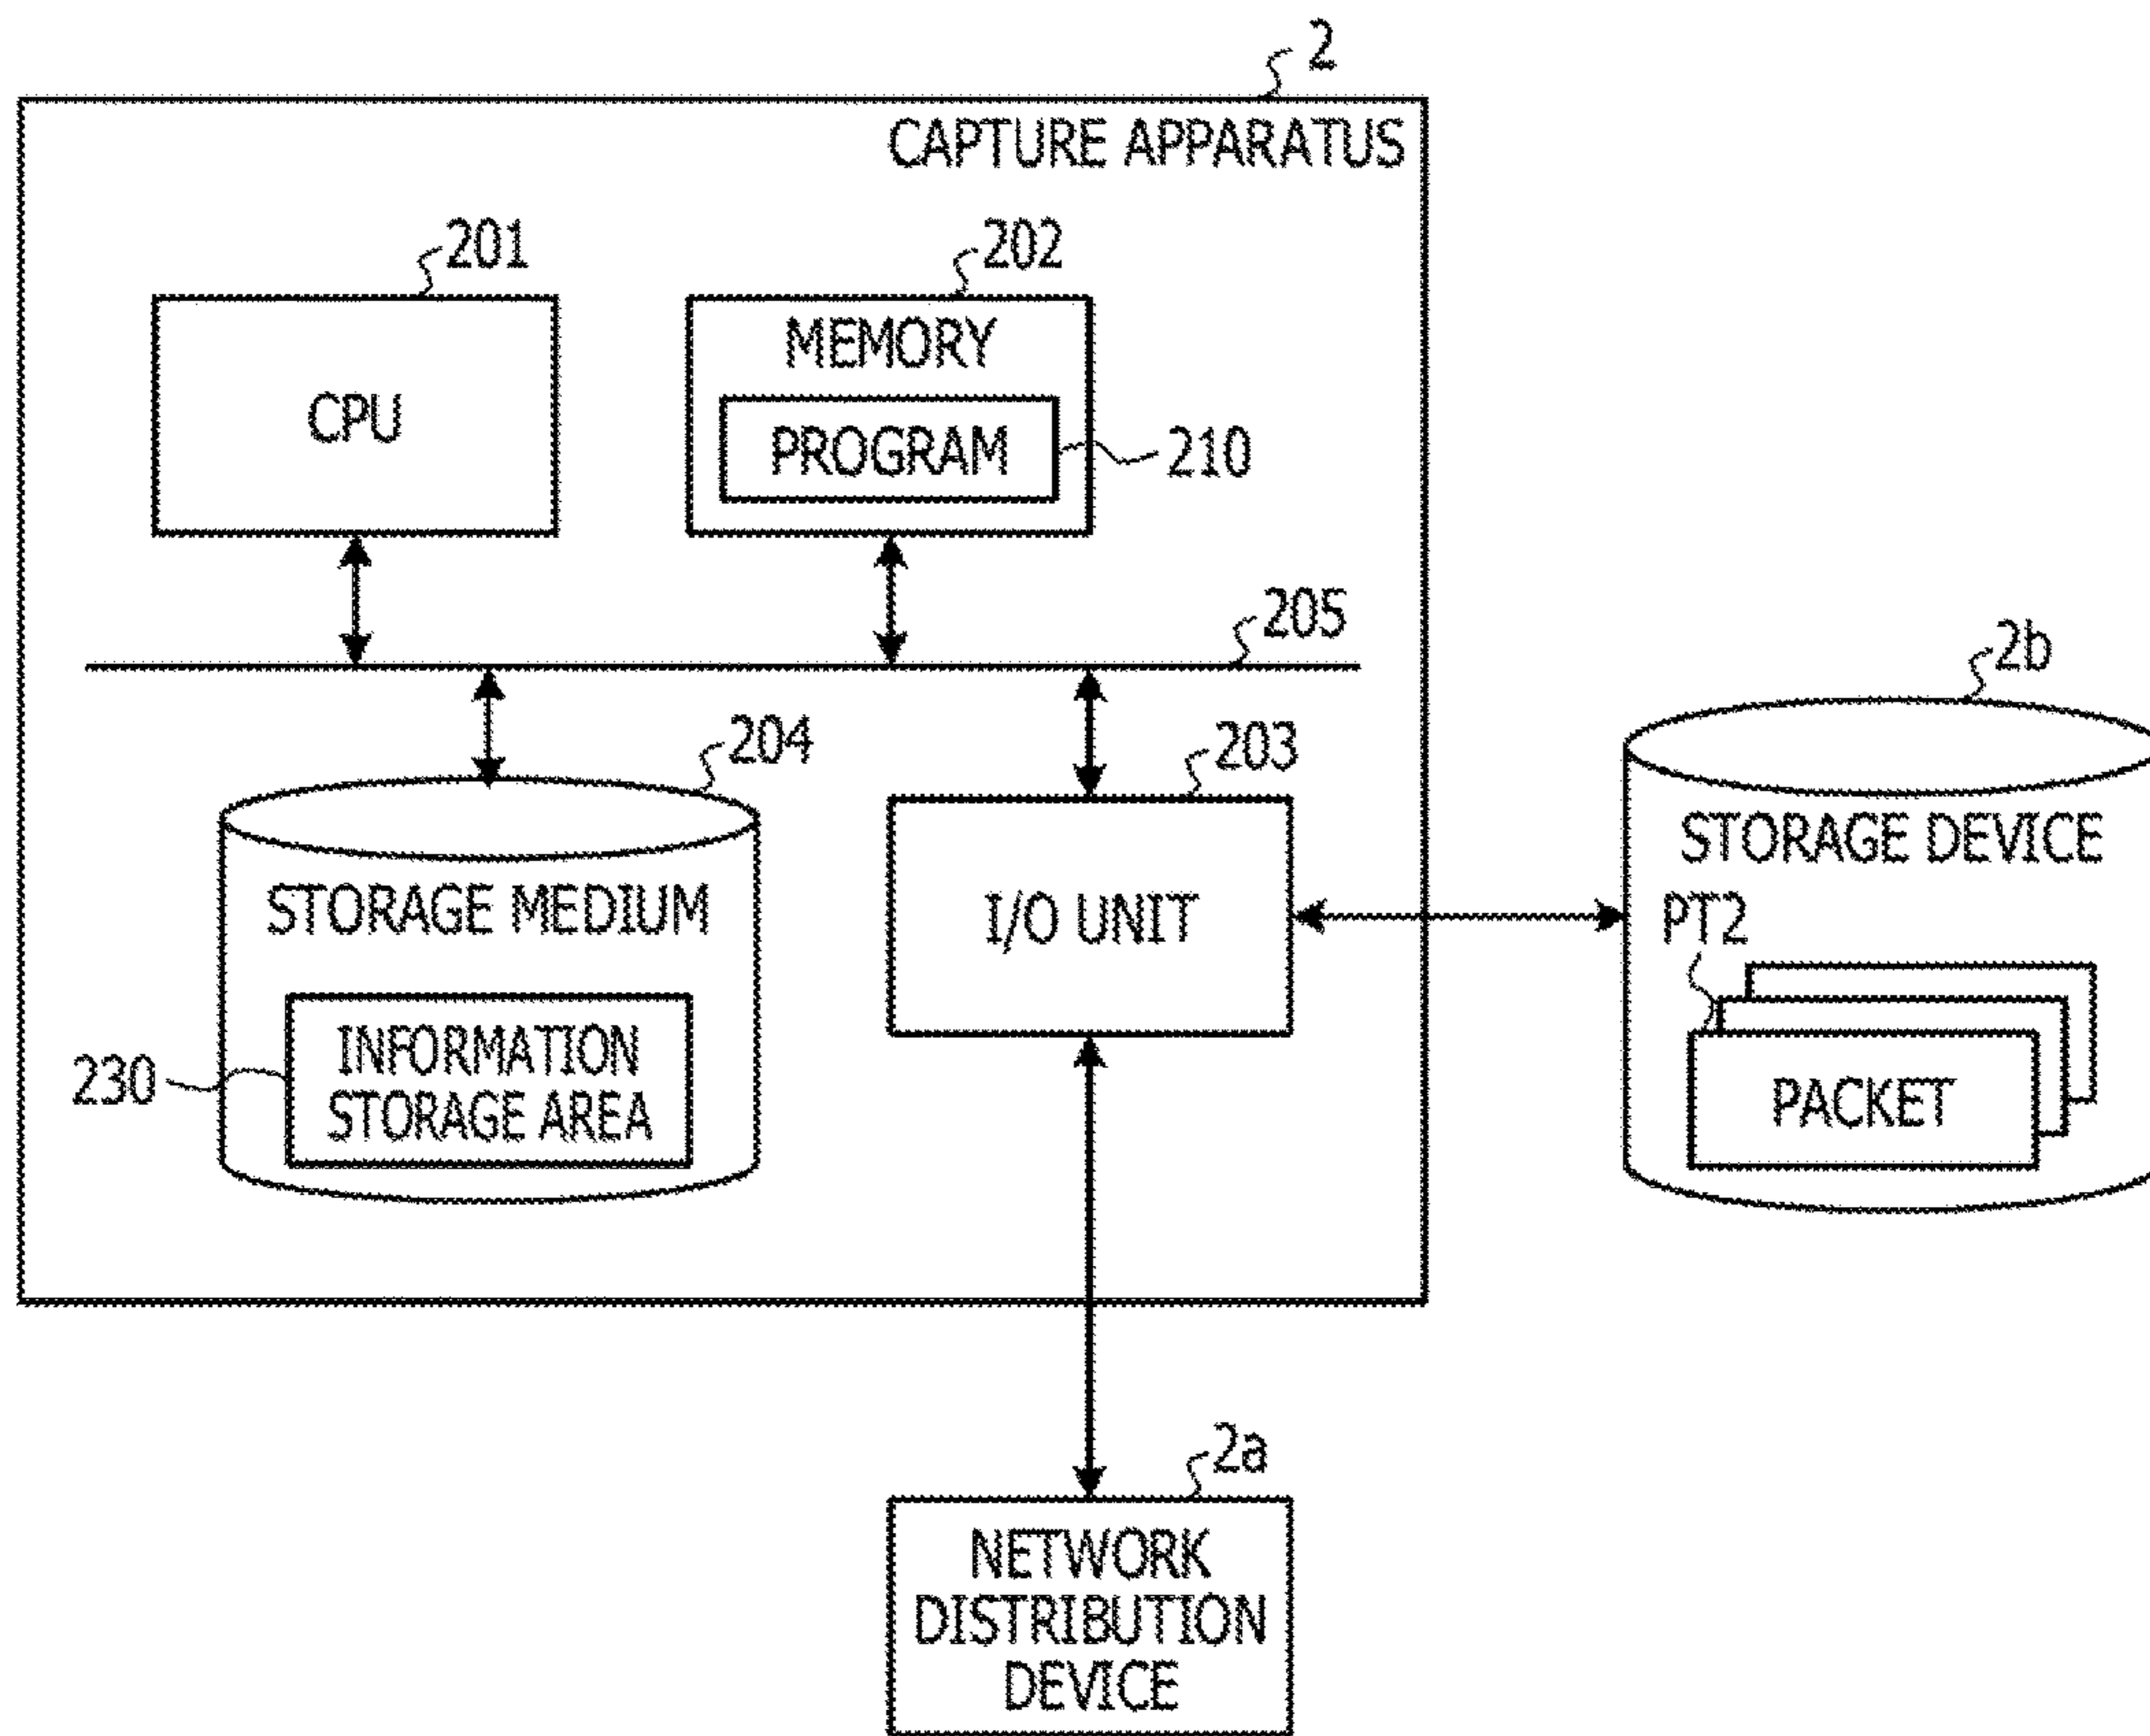 2
CAPTURE APPARATUS
201
202
CPU
MEMORY
PROGRAM
210
205
2b
204
203
STORAGE MEDIUM
I/O UNIT
STORAGE DEVICE
PT2
230
INFORMATION
STORAGE AREA
PACKET
2a
NETWORK
DISTRIBUTION
DEVICE